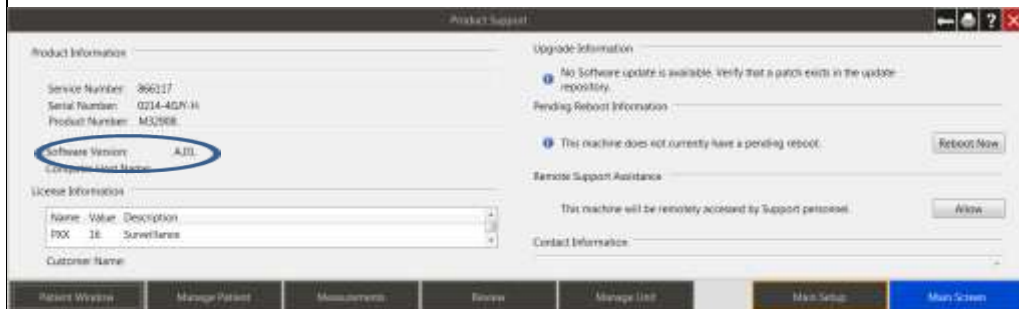 Product Support
Product Information
Service Number: 866117
Serial Number:
Product Number:
Software Version:
Computer Host Name:
License Information
Name Value Description
PXX 16 Surveillance
Customer Name:
Upgrade Information
No Software update is available. Verify that a patch exists in the update
repository.
Pending Reboot Information
This machine does not currently have a pending reboot.
Reboot Now
Remote Support Assistance
This machine will be remotely accessed by Support personnel.
Allow
Contact Information
Patient Window
Manage Patient
Measurements
Review
Manage Unit
Main Setup
Main Screen